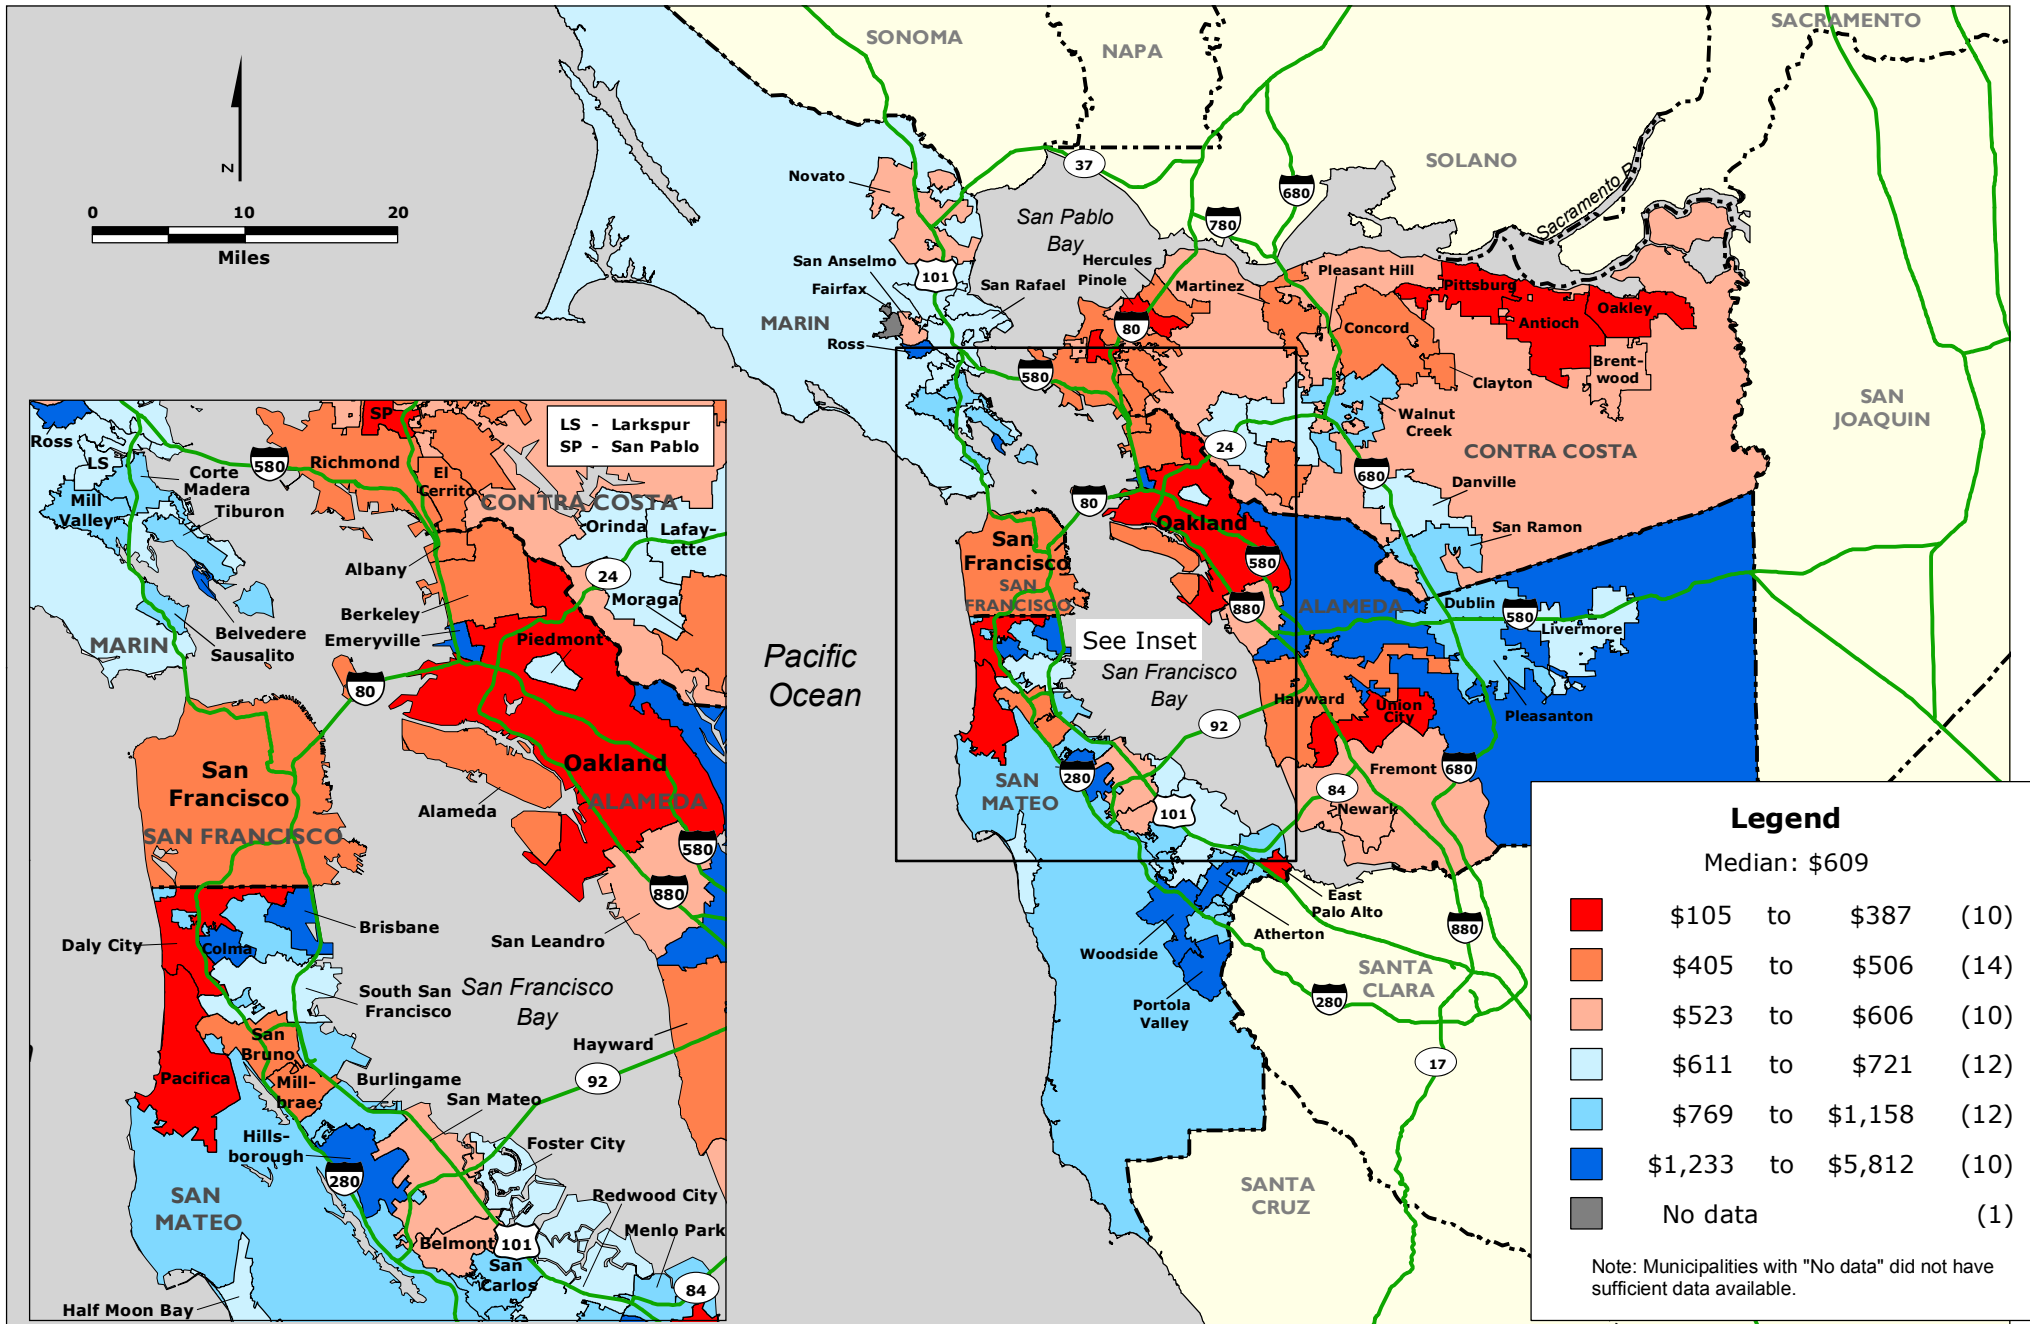 SONOMA
NAPA
SACRAMENTO
SOLANO
Sacramento R
N
0 10 20
Miles
37
680
780
Novato
San Pablo
Bay
San Anselmo
101
San Rafael
Fairfax
MARIN
Ross
Hercules
Pinole
Martinez
Pleasant Hill
Pittsburg
Antioch
Oakley
80
Concord
Brent-
wood
Clayton
580
Walnut
Creek
24
CONTRA COSTA
SAN
JOAQUIN
680
Danville
San Ramon
80
Oakland
San
Francisco
SAN
FRANCISCO
580
880
ALAMEDA
Dublin
580
Livermore
See Inset
San Francisco
Bay
Pacific
Ocean
Hayward
Union
City
Pleasanton
92
Fremont
680
84
Newark
280
SAN
MATEO
101
East
Palo Alto
Atherton
Woodside
880
SANTA
CLARA
280
Portola
Valley
17
SANTA
CRUZ
LS - Larkspur
SP - San Pablo
SP
Ross
LS
580
Richmond
El
Cerrito
CONTRA COSTA
Corte
Madera
Mill
Valley
Tiburon
Orinda
Lafay-
ette
Albany
24
Moraga
Berkeley
Emeryville
Belvedere
Sausalito
MARIN
Piedmont
80
San
Francisco
SAN FRANCISCO
Oakland
ALAMEDA
Alameda
580
880
Brisbane
Daly City
Colma
San Leandro
South San
Francisco
San Francisco
Bay
San
Bruno
Hayward
Pacifica
Mill-
brae
Burlingame
92
San Mateo
Hills-
borough
Foster City
280
SAN
MATEO
Redwood City
Menlo Park
Belmont
101
San
Carlos
84
Half Moon Bay
Legend
Median: $609
$105 to $387 (10)
$405 to $506 (14)
$523 to $606 (10)
$611 to $721 (12)
$769 to $1,158 (12)
$1,233 to $5,812 (10)
No data (1)
Note: Municipalities with "No data" did not have
sufficient data available.